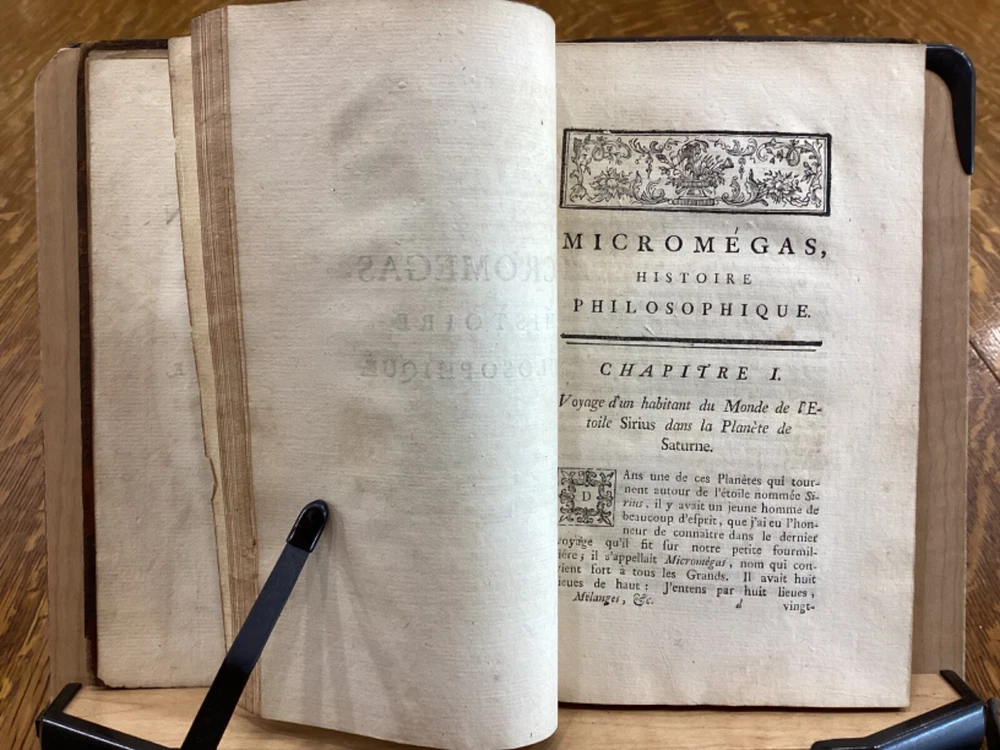 MICROMÉGAS,
HISTOIRE
PHILOSOPHIQUE.
CHAPITRE I.
Voyage d'un habitant du Monde de l'E-
toile Sirius dans la Planète de
Saturne.
DAns une de ces Planètes qui tour-
nent autour de l'étoile nommée Si-
rius, il y avait un jeune homme de
beaucoup d'esprit, que j'ai eu l'hon-
neur de connaitre dans le dernier
voyage qu'il fit ſur notre petite fourmil-
liére; il s'appellait Micromégas, nom qui con-
vient fort à tous les Grands. Il avait huit
lieues de haut: J'entens par huit lieues,
Mélanges, &c. d vingt-